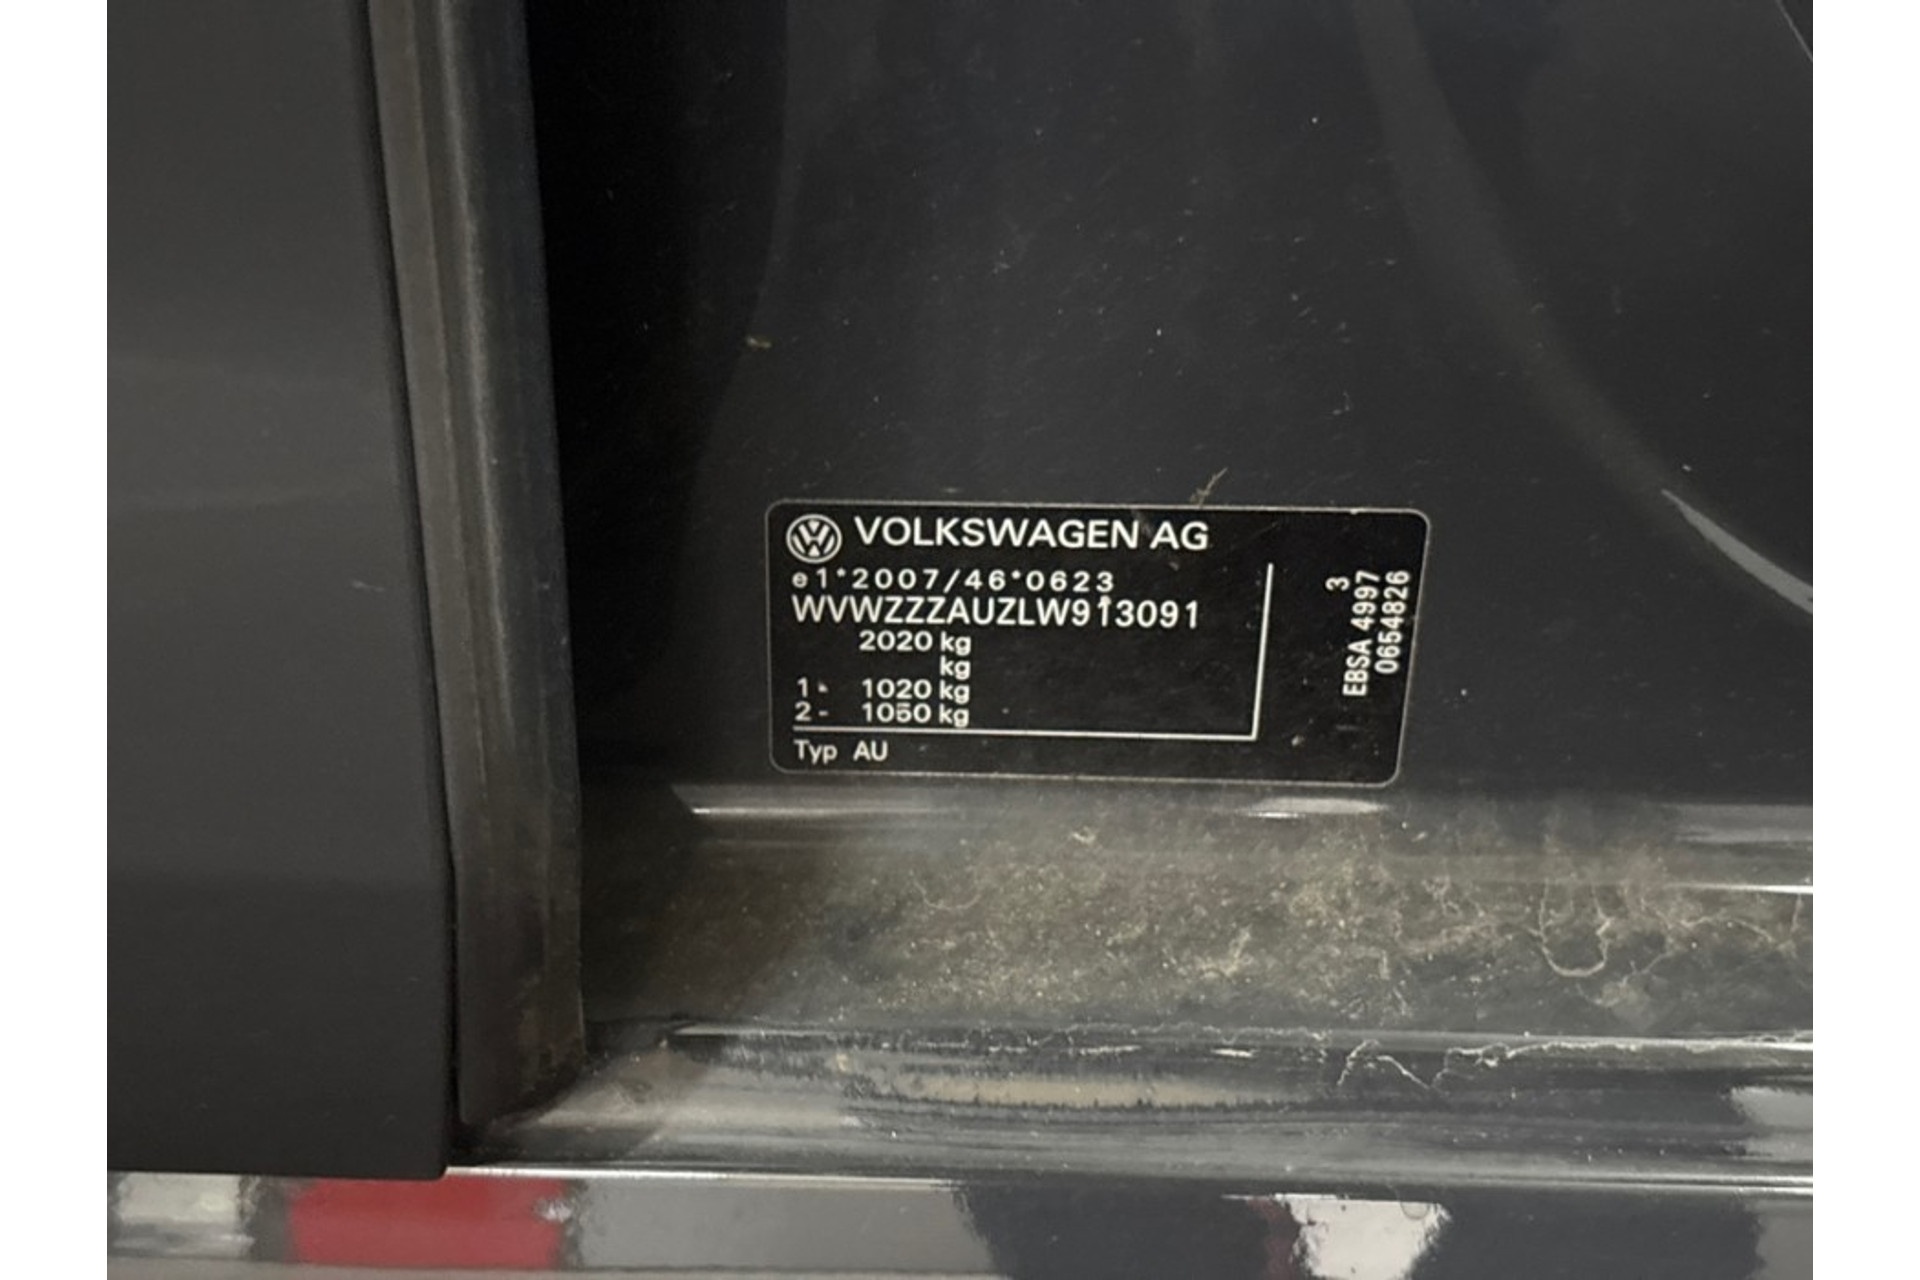 VOLKSWAGEN AG
e1*2007/46*0623
WVWZZZAUZLW913091
2020 kg
kg
1- 1020 kg
2- 1050 kg
Typ AU
3
EBSA 4997
0654826